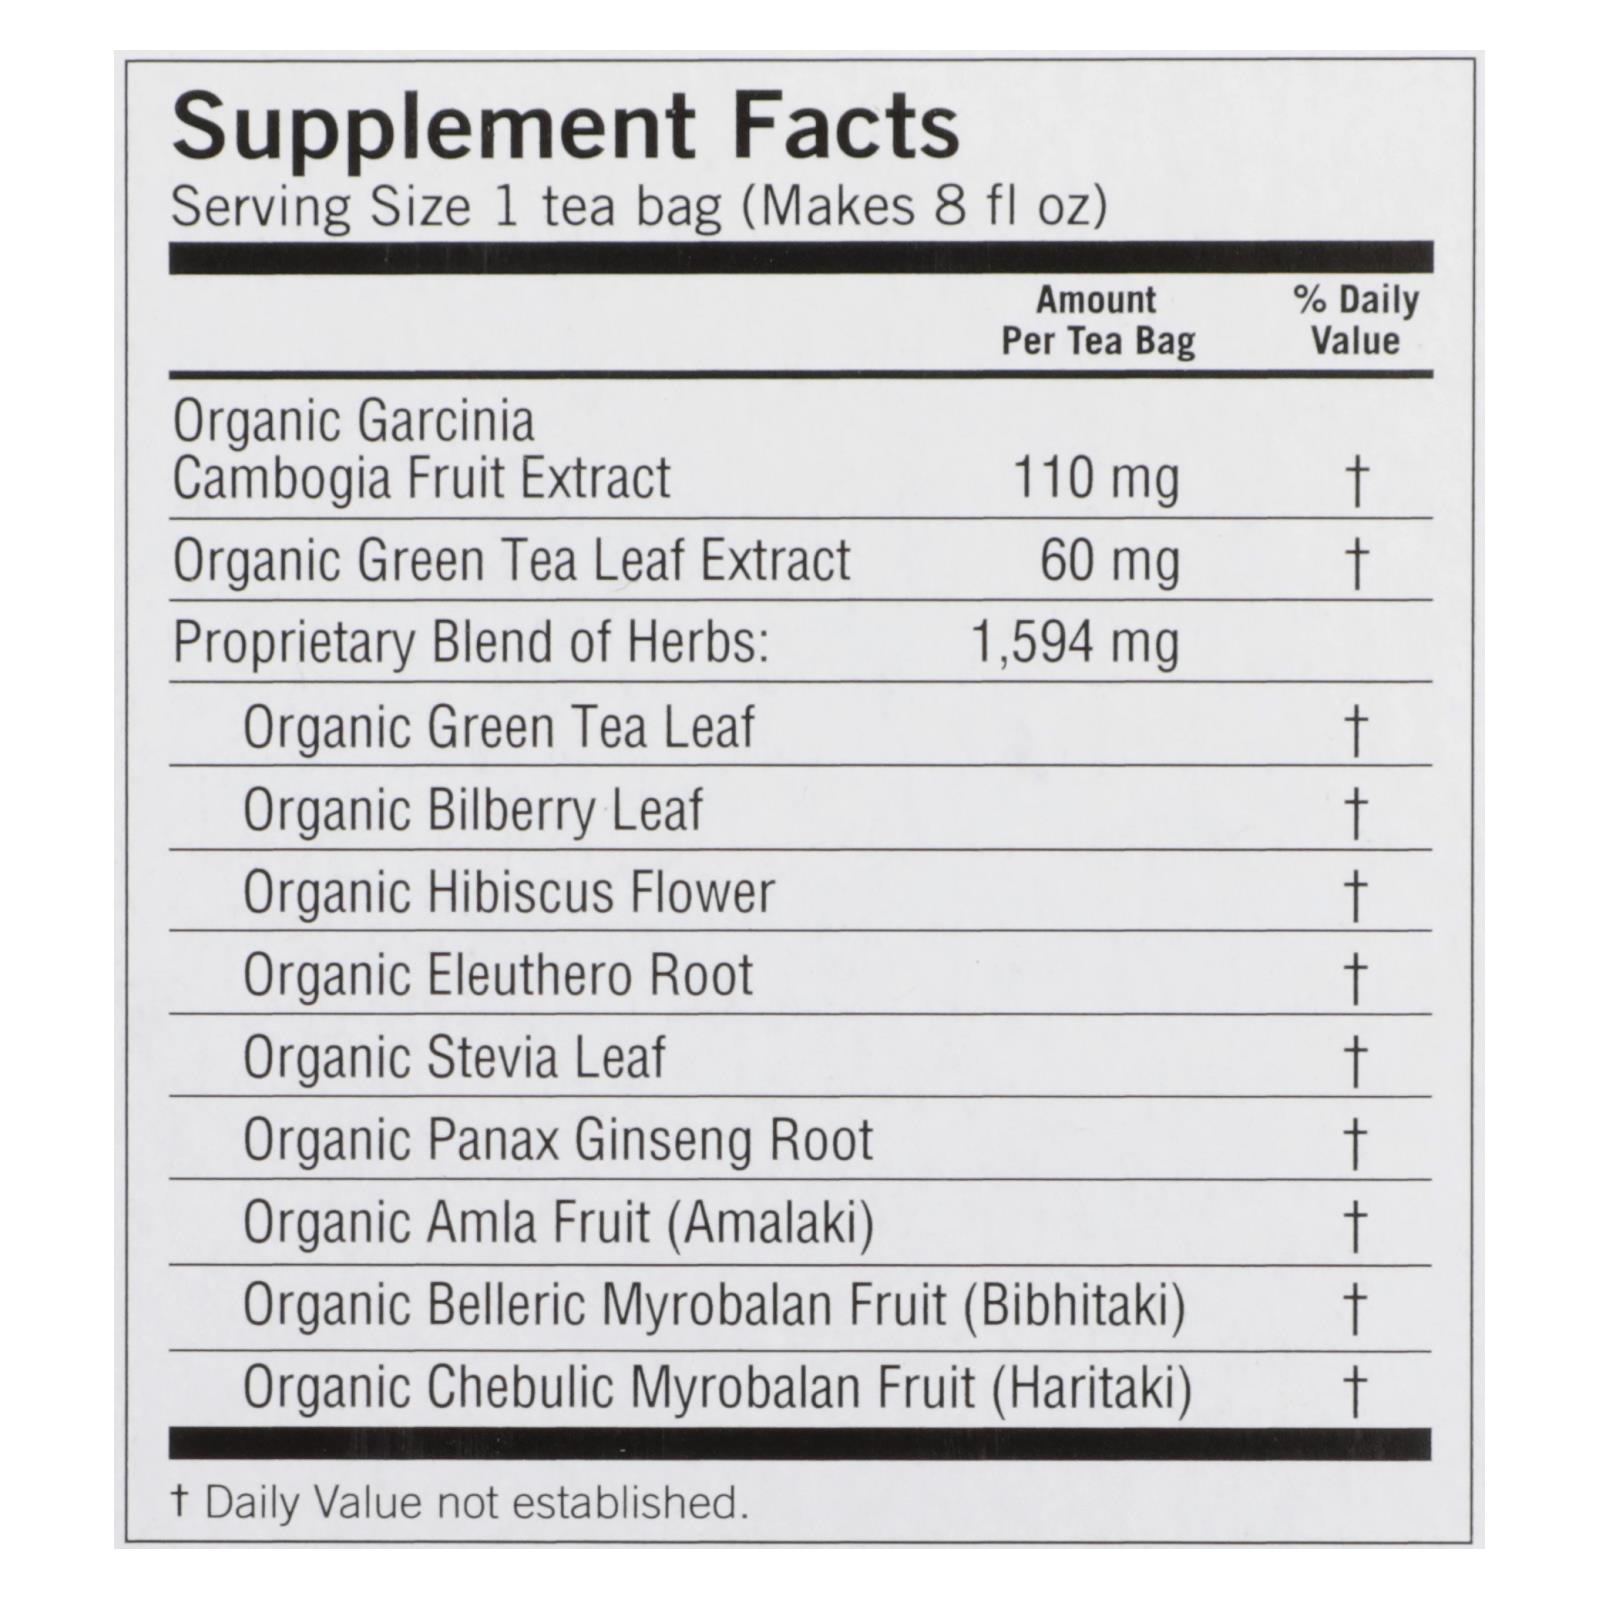 Supplement Facts
Serving Size 1 tea bag (Makes 8 fl oz)
Amount Per Tea Bag % Daily Value
Organic Garcinia
Cambogia Fruit Extract 110 mg †
Organic Green Tea Leaf Extract 60 mg †
Proprietary Blend of Herbs: 1,594 mg
Organic Green Tea Leaf †
Organic Bilberry Leaf †
Organic Hibiscus Flower †
Organic Eleuthero Root †
Organic Stevia Leaf †
Organic Panax Ginseng Root †
Organic Amla Fruit (Amalaki) †
Organic Belleric Myrobalan Fruit (Bibhitaki) †
Organic Chebulic Myrobalan Fruit (Haritaki) †
† Daily Value not established.